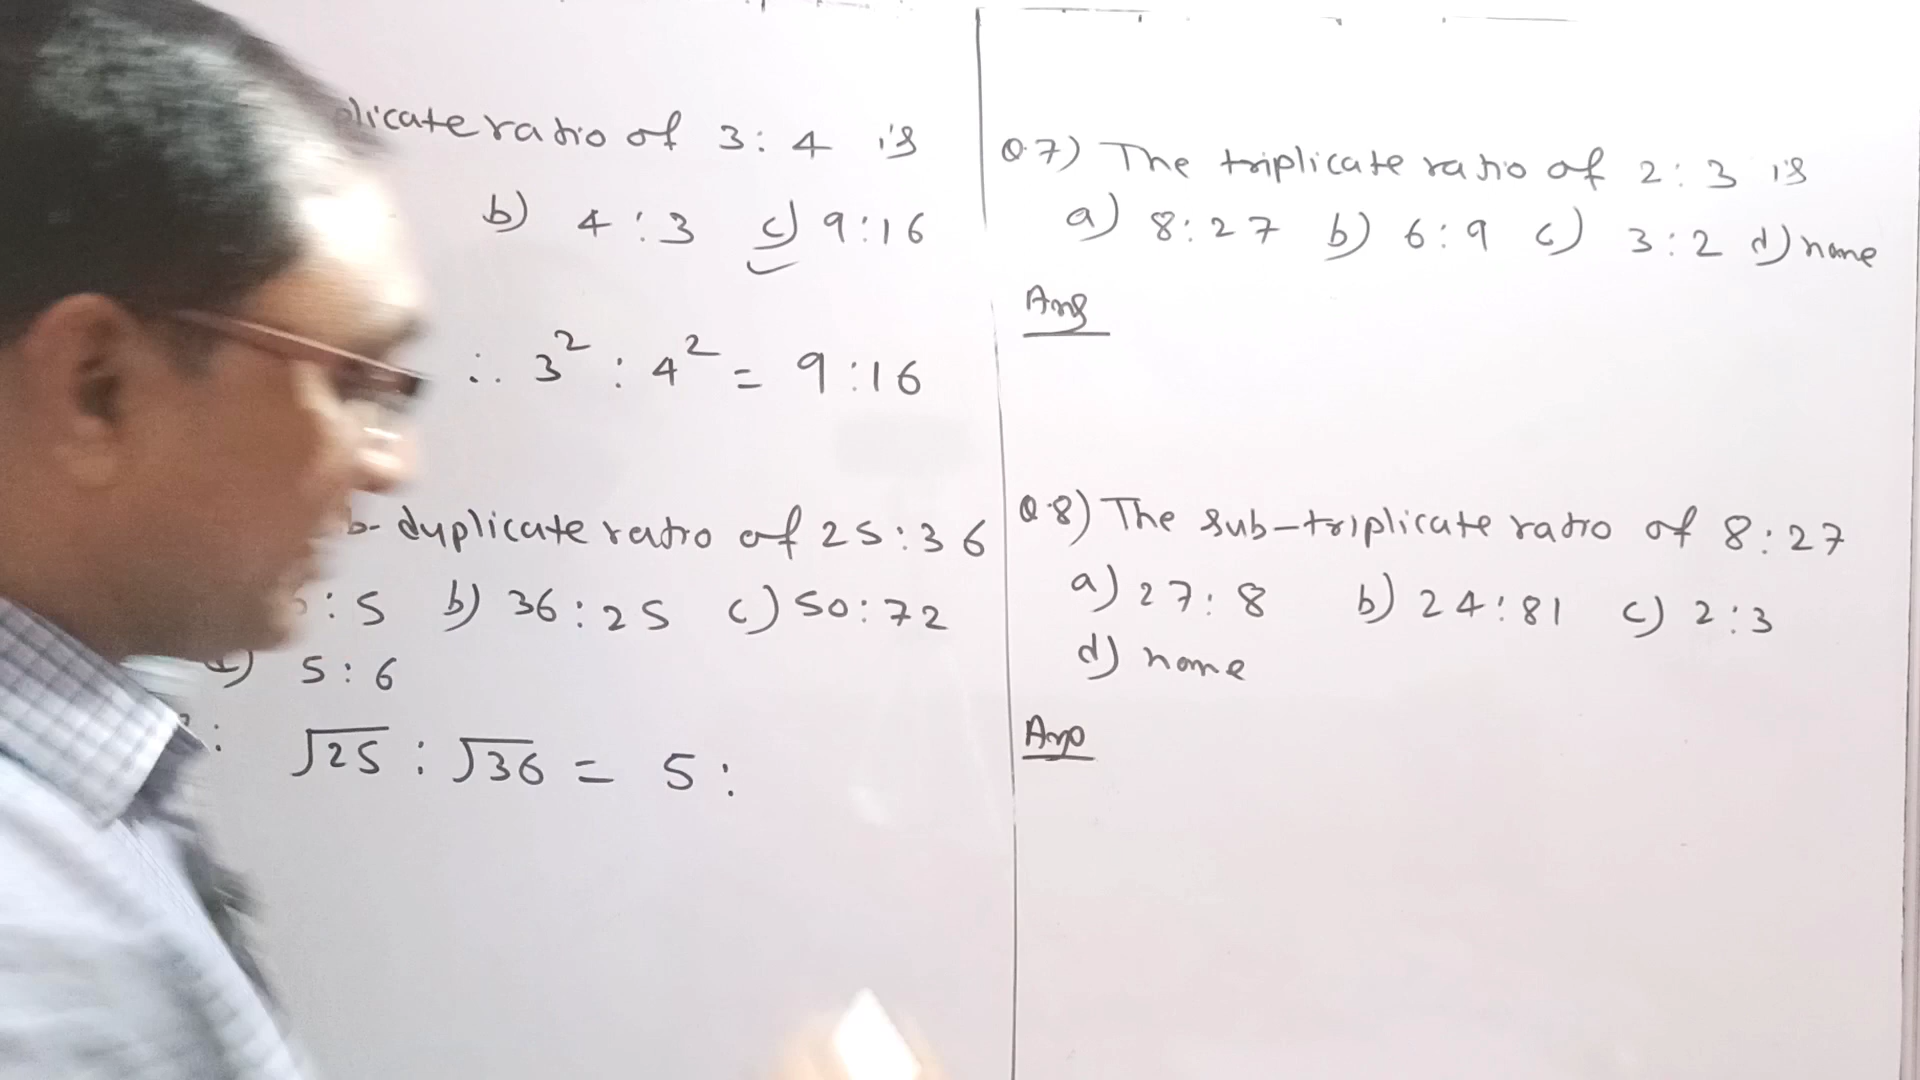 ratio of 3:4 is
b) 4:3 c) 9:16
∴ 3² : 4² = 9:16
duplicate ratio of 25:36
:5 b) 36:25 c) 50:72
d) 5:6
: √25 : √36 = 5:
Q.7) The triplicate ratio of 2:3 is
a) 8:27 b) 6:9 c) 3:2 d) none
Ans
Q.8) The sub-triplicate ratio of 8:27
a) 27:8 b) 24:81 c) 2:3
d) none
Ans